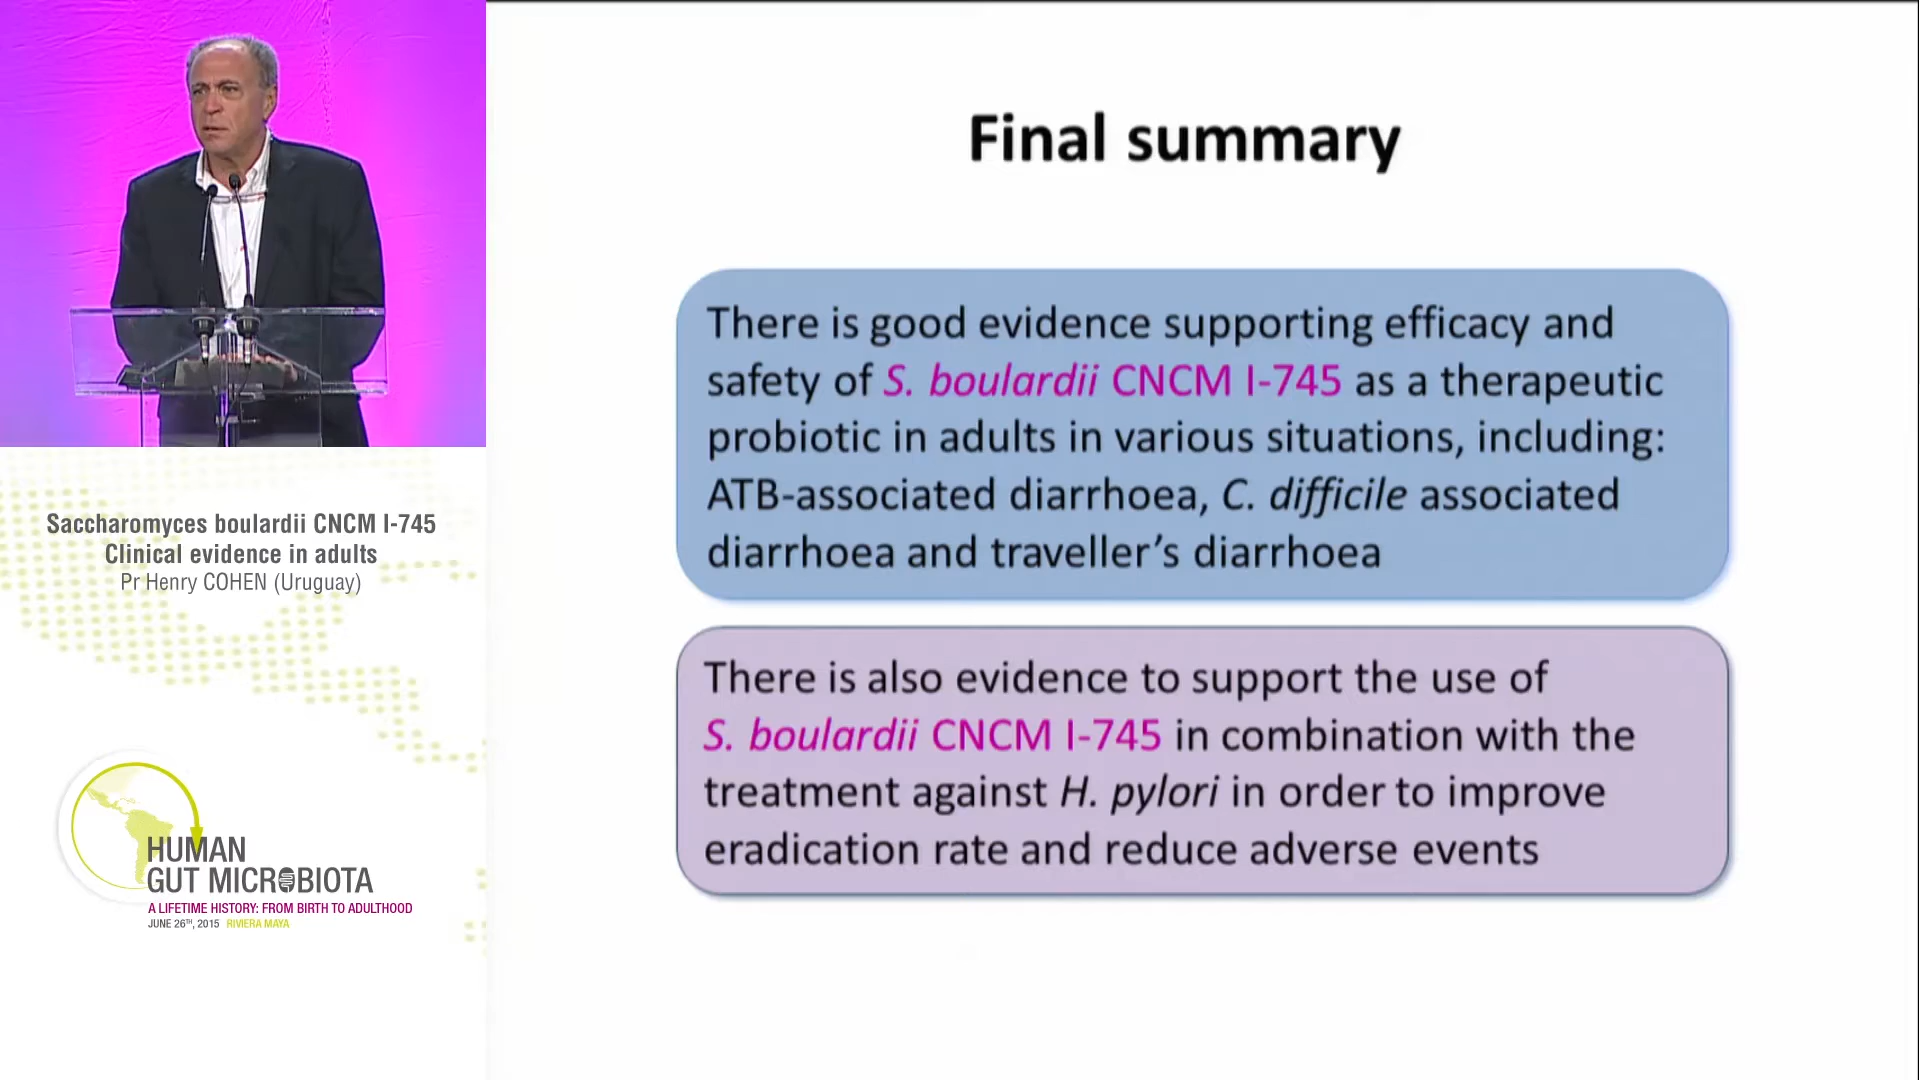 Final summary
There is good evidence supporting efficacy and
safety of S. boulardii CNCM I-745 as a therapeutic
probiotic in adults in various situations, including:
ATB-associated diarrhoea, C. difficile associated
diarrhoea and traveller’s diarrhoea
There is also evidence to support the use of
S. boulardii CNCM I-745 in combination with the
treatment against H. pylori in order to improve
eradication rate and reduce adverse events
Saccharomyces boulardii CNCM I-745
Clinical evidence in adults
Pr Henry COHEN (Uruguay)
HUMAN
GUT MICROBIOTA
A LIFETIME HISTORY: FROM BIRTH TO ADULTHOOD
JUNE 26TH, 2015 RIVIERA MAYA